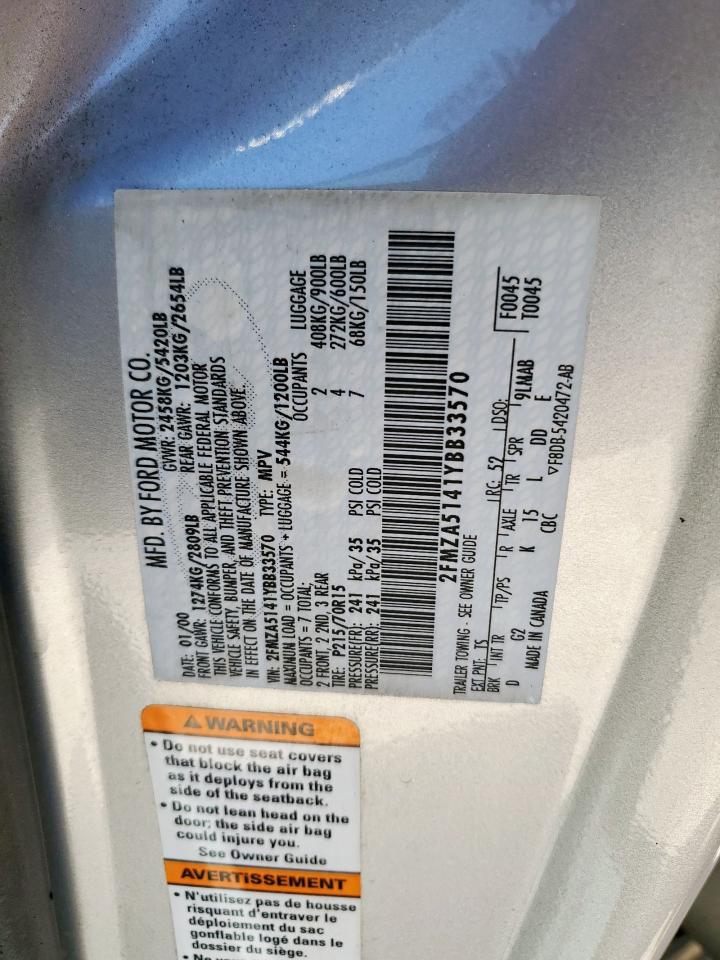 MFD. BY FORD MOTOR CO.
DATE: 01/00 GVWR: 2458KG/5420LB
FRONT GAWR: 1274KG/2809LB REAR GAWR: 1203KG/2654LB
THIS VEHICLE CONFORMS TO ALL APPLICABLE FEDERAL MOTOR
VEHICLE SAFETY, BUMPER, AND THEFT PREVENTION STANDARDS
IN EFFECT ON THE DATE OF MANUFACTURE SHOWN ABOVE.
VIN: 2FMZA5141YBB33570 TYPE: MPV
MAXIMUM LOAD = OCCUPANTS + LUGGAGE = 544KG/1200LB
OCCUPANTS = 7 TOTAL; OCCUPANTS LUGGAGE
2 FRONT, 2 2ND, 3 REAR 2 408KG/900LB
TIRE: P215/70R15 4 272KG/600LB
PRESSURE(FR): 241 kPa/ 35 PSI COLD 7 68KG/150LB
PRESSURE(RR): 241 kPa/ 35 PSI COLD
2FMZA5141YBB33570
TRAILER TOWING - SEE OWNER GUIDE F0045
EXT PNT: TS RC: 52 DSO: T0045
BRK INT TR TP/PS R AXLE TR SPR 9LMAB
D G2 K 15 L DD E
MADE IN CANADA CBC ▽F8DB-5420472-AB
⚠ WARNING
• Do not use seat covers
that block the air bag
as it deploys from the
side of the seatback.
• Do not lean head on the
door; the side air bag
could injure you.
See Owner Guide
AVERTISSEMENT
• N'utilisez pas de housse
risquant d'entraver le
déploiement du sac
gonflable logé dans le
dossier du siège.